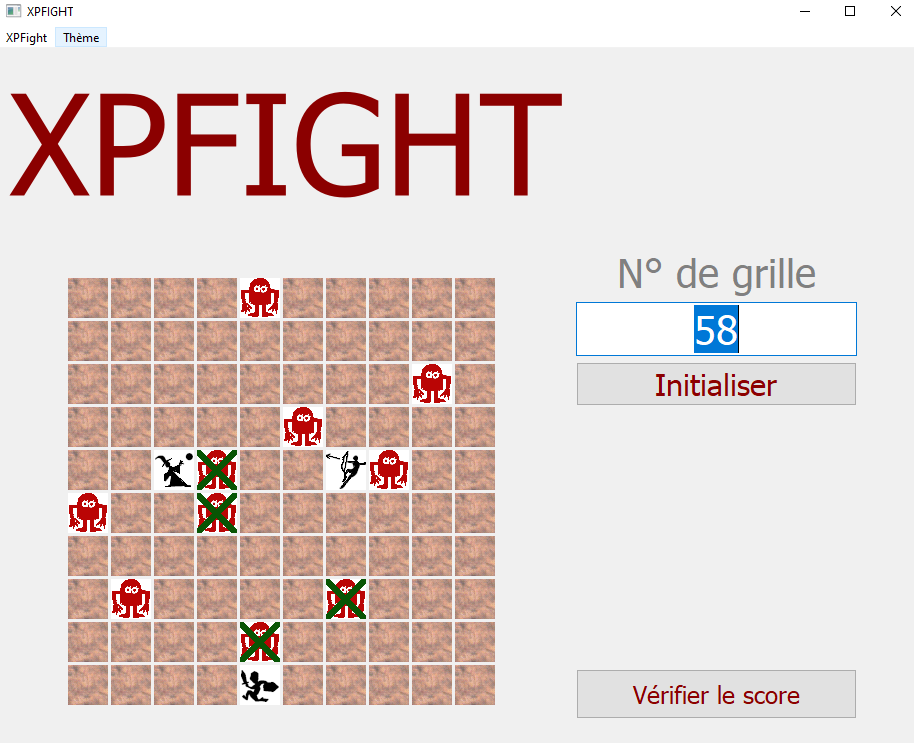 XPFIGHT
XPFight Thème
XPFIGHT
N° de grille
58
Initialiser
Vérifier le score